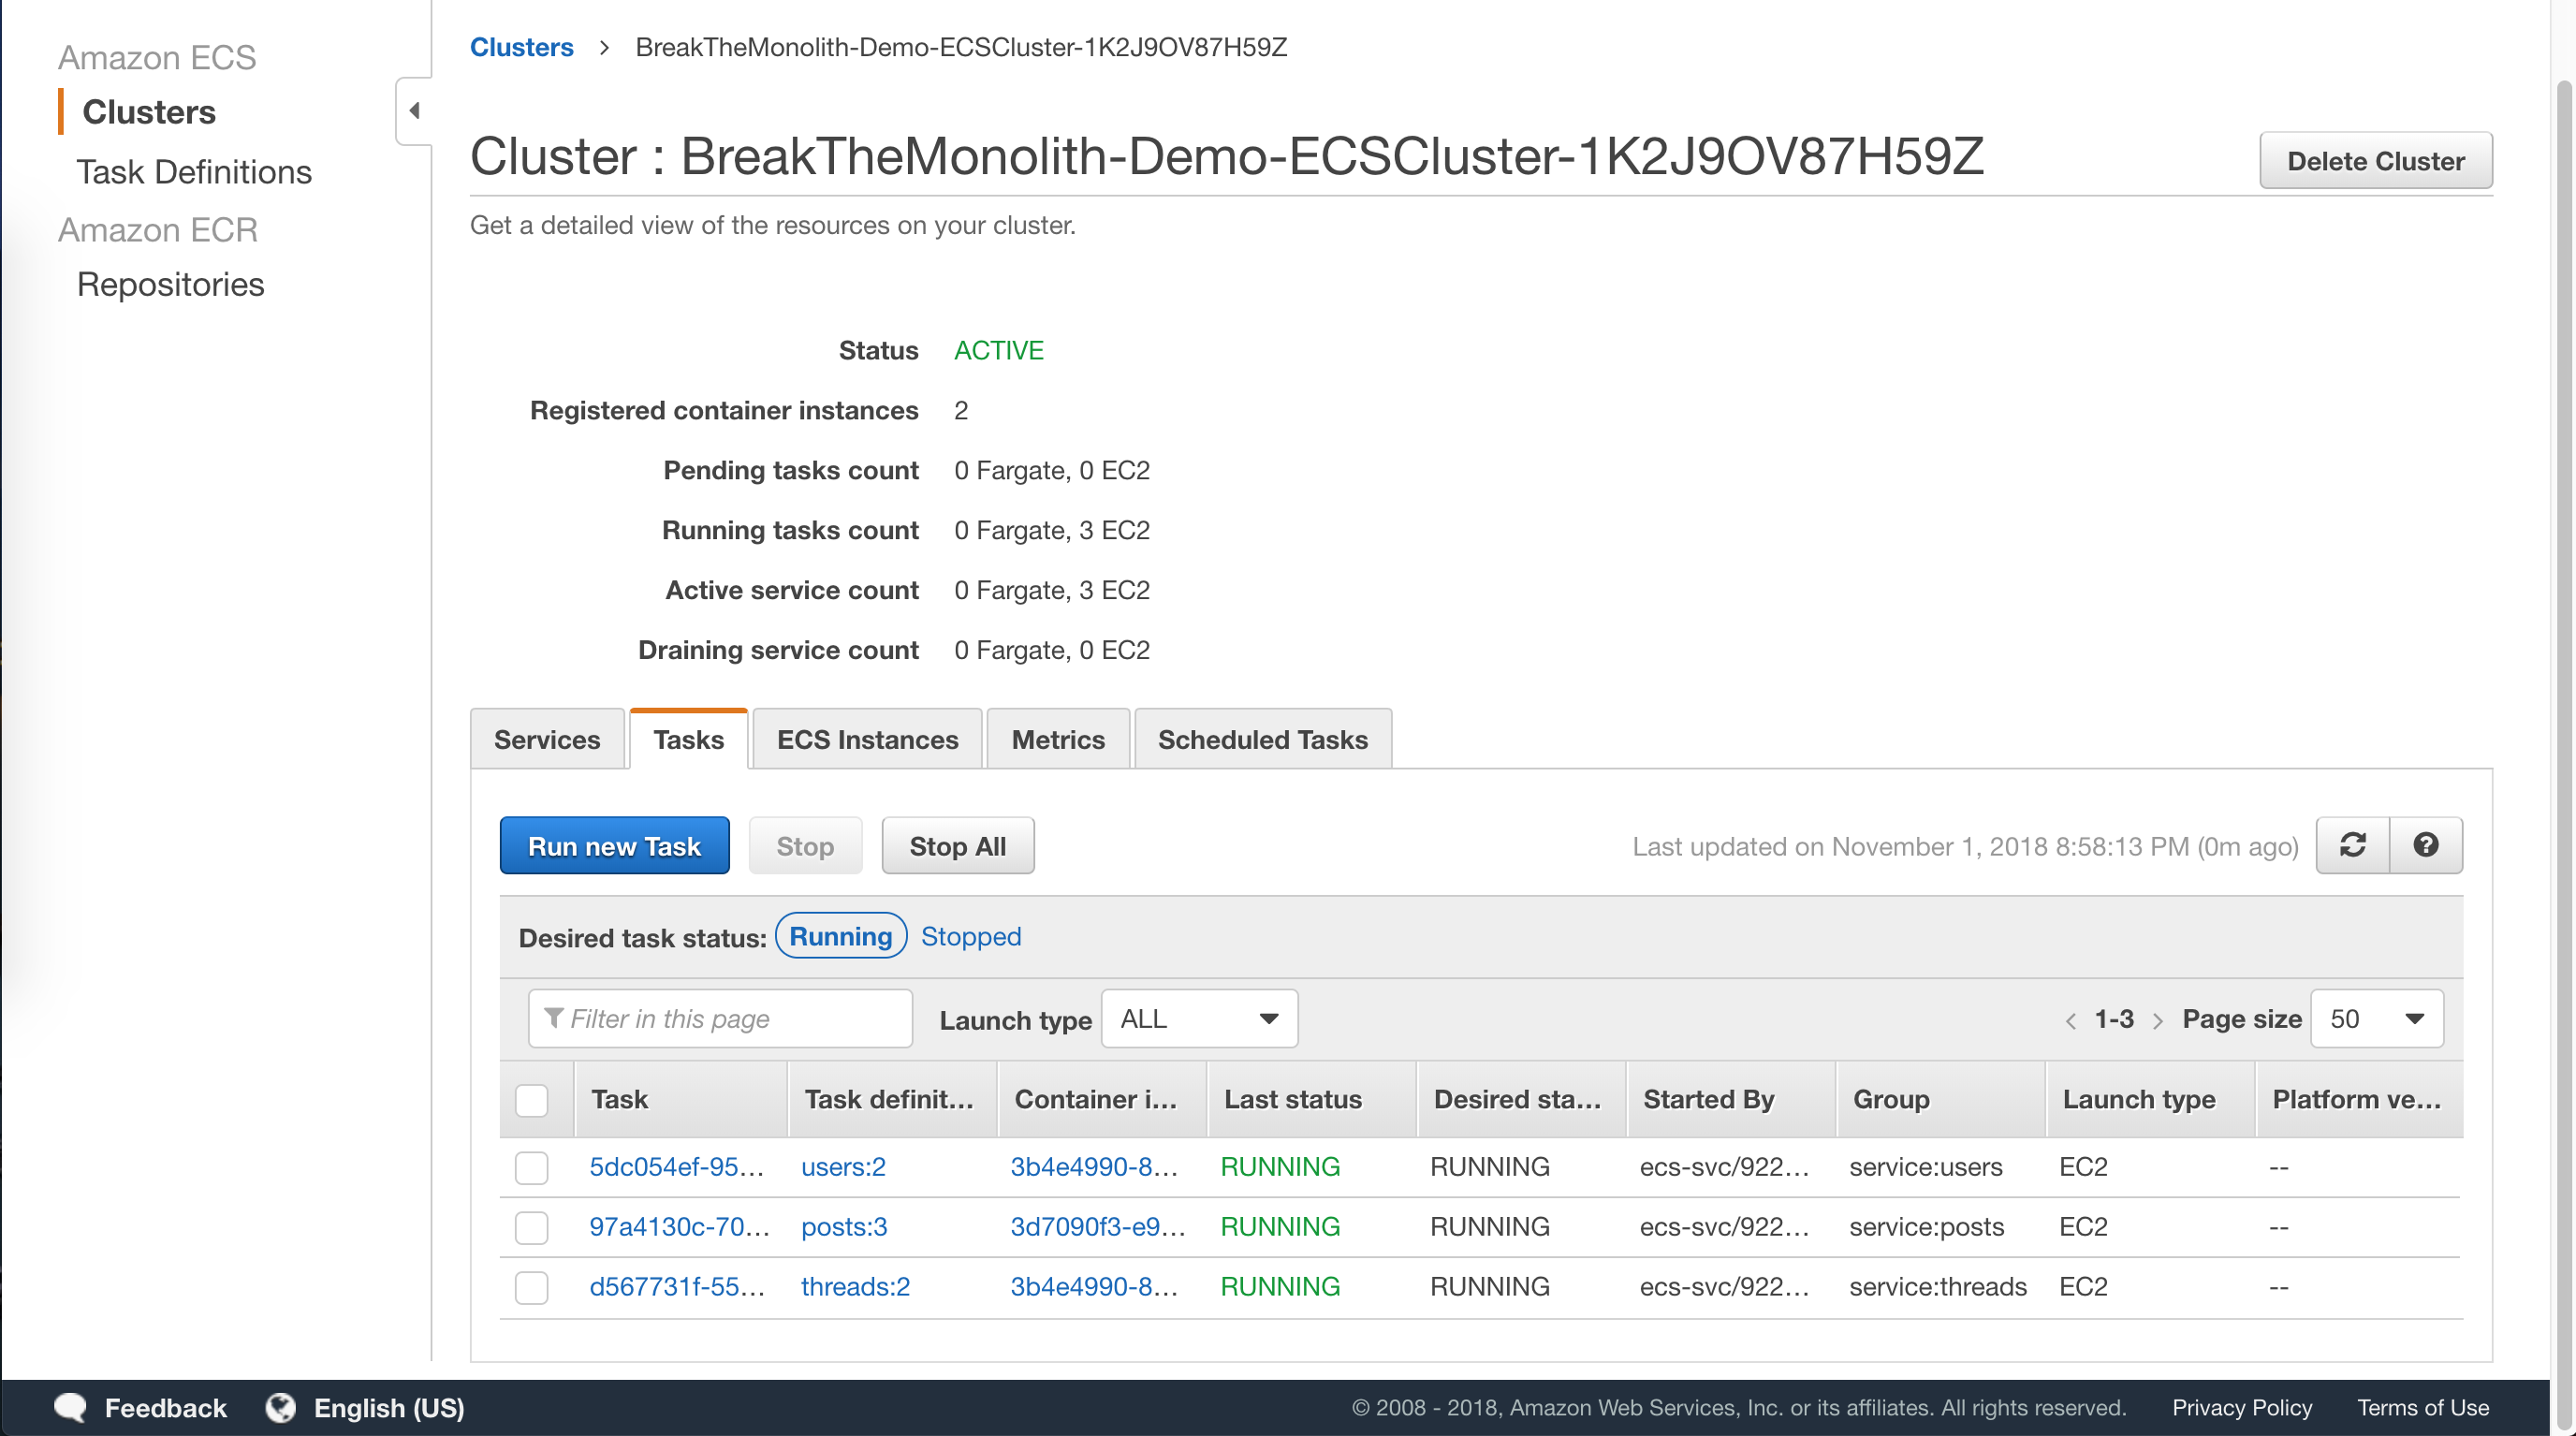 Amazon ECS
Clusters
Task Definitions
Amazon ECR
Repositories
Clusters > BreakTheMonolith-Demo-ECSCluster-1K2J9OV87H59Z
Cluster : BreakTheMonolith-Demo-ECSCluster-1K2J9OV87H59Z
Delete Cluster
Get a detailed view of the resources on your cluster.
Status ACTIVE
Registered container instances 2
Pending tasks count 0 Fargate, 0 EC2
Running tasks count 0 Fargate, 3 EC2
Active service count 0 Fargate, 3 EC2
Draining service count 0 Fargate, 0 EC2
Services Tasks ECS Instances Metrics Scheduled Tasks
Run new Task Stop Stop All Last updated on November 1, 2018 8:58:13 PM (0m ago)
Desired task status: Running Stopped
Filter in this page Launch type ALL < 1-3 > Page size 50
Task Task definit... Container i... Last status Desired sta... Started By Group Launch type Platform ve...
5dc054ef-95... users:2 3b4e4990-8... RUNNING RUNNING ecs-svc/922... service:users EC2 --
97a4130c-70... posts:3 3d7090f3-e9... RUNNING RUNNING ecs-svc/922... service:posts EC2 --
d567731f-55... threads:2 3b4e4990-8... RUNNING RUNNING ecs-svc/922... service:threads EC2 --
Feedback English (US) © 2008 - 2018, Amazon Web Services, Inc. or its affiliates. All rights reserved. Privacy Policy Terms of Use